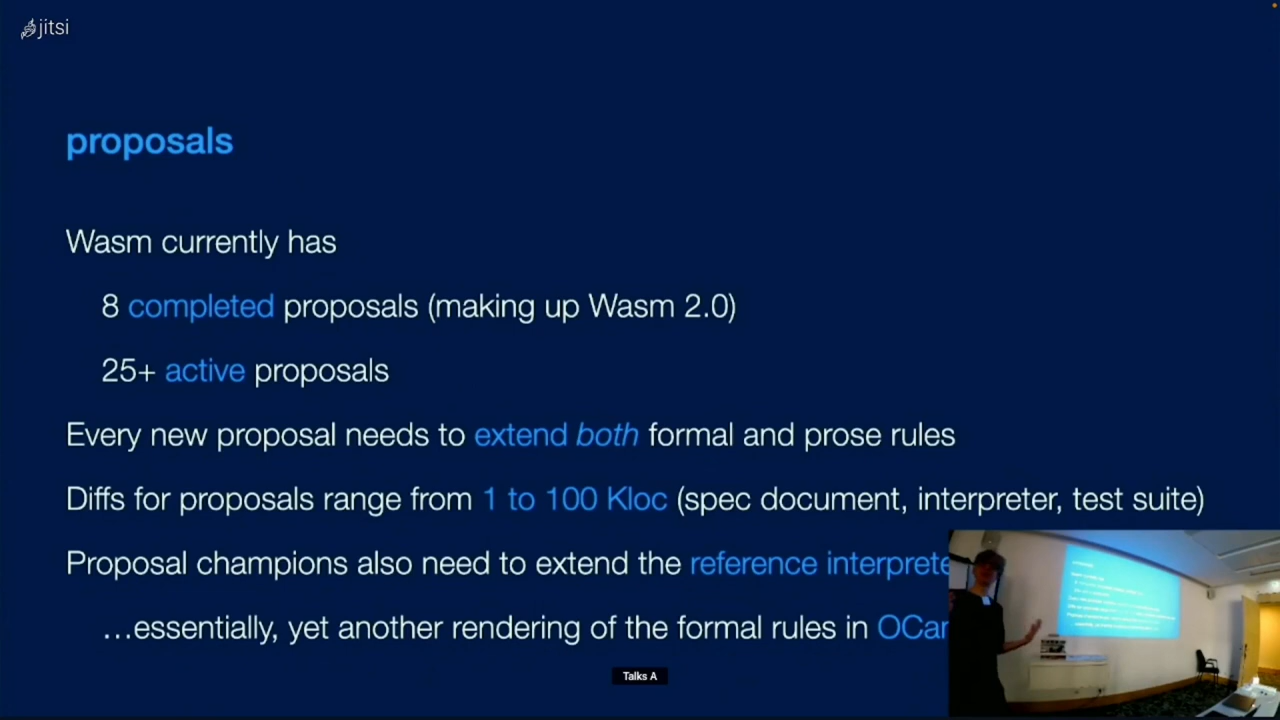 jitsi
proposals
Wasm currently has
8 completed proposals (making up Wasm 2.0)
25+ active proposals
Every new proposal needs to extend both formal and prose rules
Diffs for proposals range from 1 to 100 Kloc (spec document, interpreter, test suite)
Proposal champions also need to extend the reference
…essentially, yet another rendering of the formal rules in
Talks A